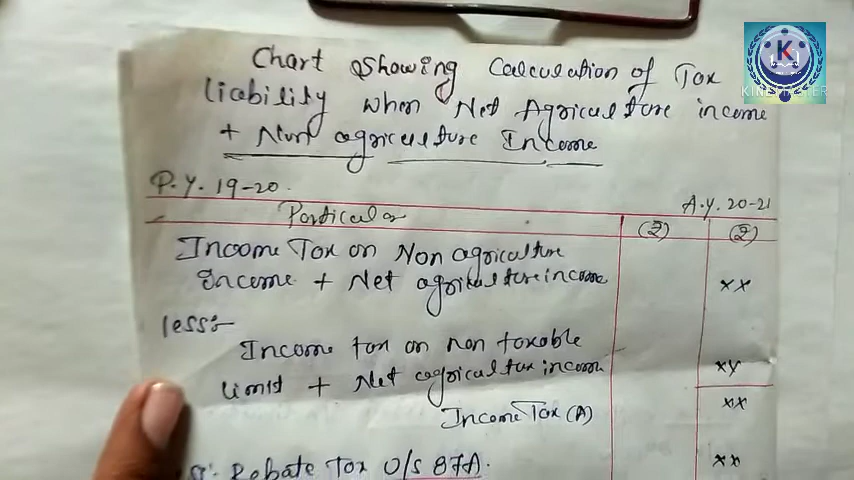 Chart Showing Calculation of Tax
liability when Net Agriculture income
+ Non agriculture Income
P.Y. 19-20.
A.Y. 20-21
Particular (₹) (₹)
Income Tax on Non agriculture
Income + Net agriculture income xx
less:-
Income tax on non taxable
limit + Net agriculture income xy
Income Tax (A) xx
Rebate Tax U/s 87A. xx
K
KINEMASTER